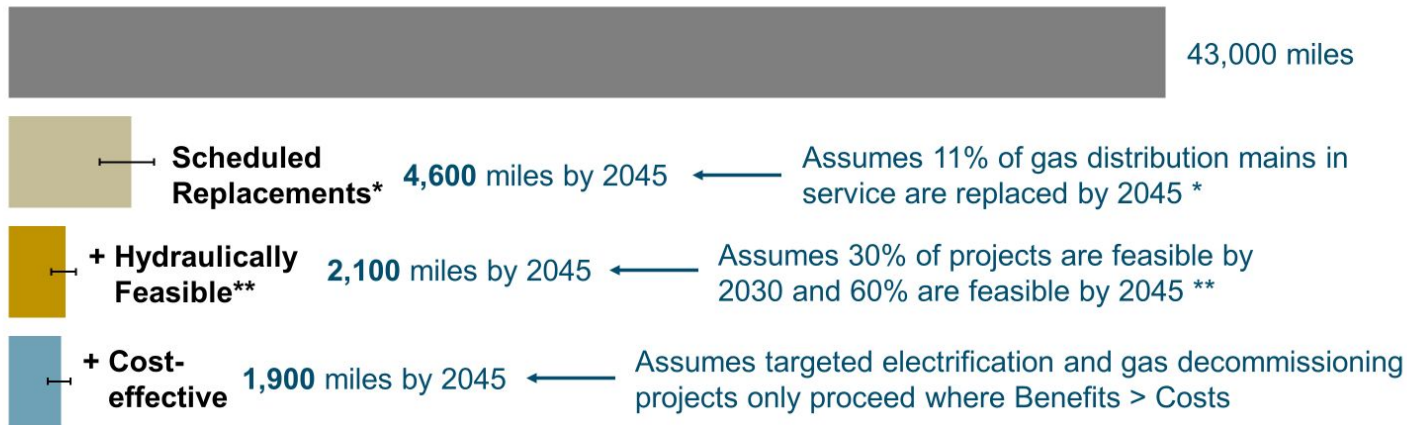 43,000 miles
Scheduled
Replacements*
4,600 miles by 2045
Assumes 11% of gas distribution mains in
service are replaced by 2045 *
+ Hydraulically
Feasible**
2,100 miles by 2045
Assumes 30% of projects are feasible by
2030 and 60% are feasible by 2045 **
+ Cost-
effective
1,900 miles by 2045
Assumes targeted electrification and gas decommissioning
projects only proceed where Benefits > Costs